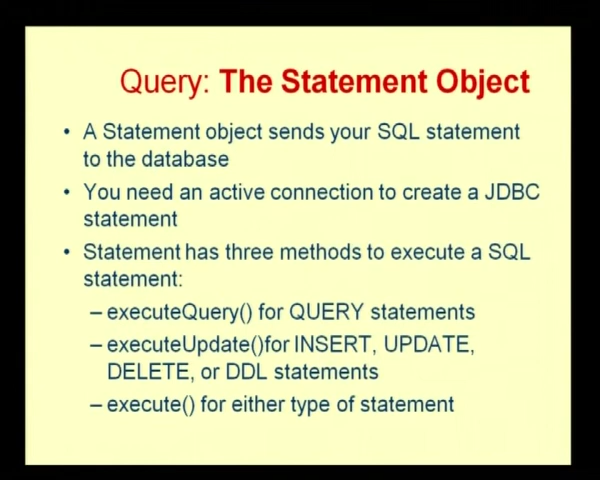 Query: The Statement Object
• A Statement object sends your SQL statement
to the database
• You need an active connection to create a JDBC
statement
• Statement has three methods to execute a SQL
statement:
– executeQuery() for QUERY statements
– executeUpdate()for INSERT, UPDATE,
DELETE, or DDL statements
– execute() for either type of statement